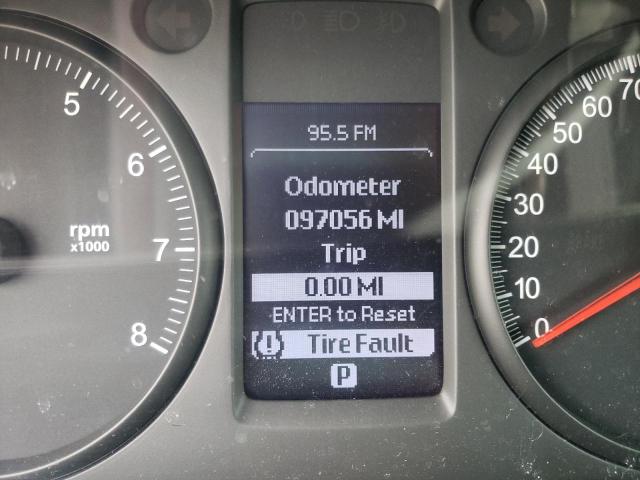 95.5 FM
Odometer
097056 MI
Trip
0.00 MI
ENTER to Reset
Tire Fault
P
5
6
7
8
rpm
x1000
0
10
20
30
40
50
60
70